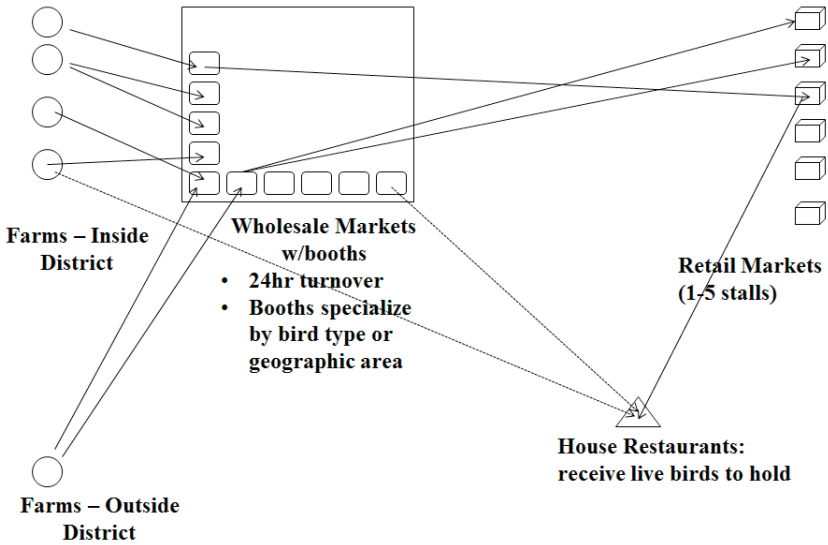 Farms – Inside
District
Wholesale Markets
w/booths
• 24hr turnover
• Booths specialize
by bird type or
geographic area
Retail Markets
(1-5 stalls)
House Restaurants:
receive live birds to hold
Farms – Outside
District